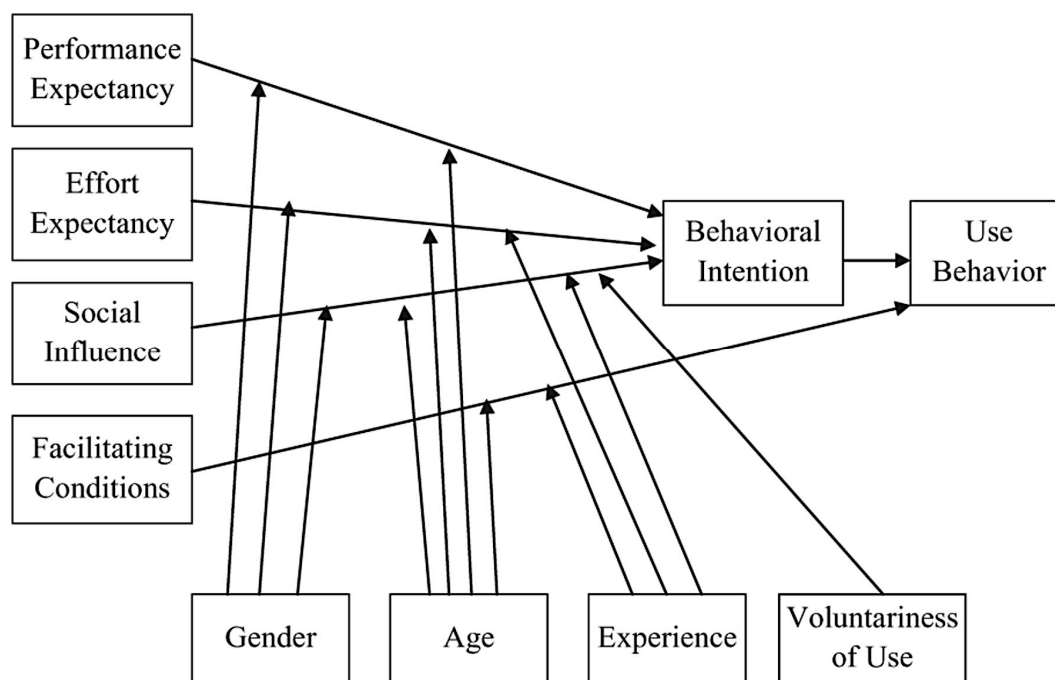 Performance
Expectancy
Effort
Expectancy
Social
Influence
Facilitating
Conditions
Behavioral
Intention
Use
Behavior
Gender
Age
Experience
Voluntariness
of Use